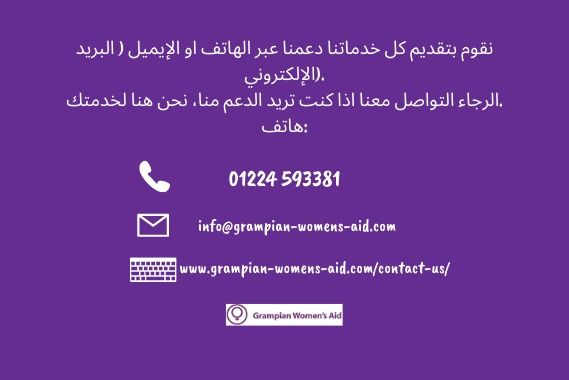 نقوم بتقديم كل خدماتنا دعمنا عبر الهاتف او الإيميل ( البريد
الإلكتروني).
الرجاء التواصل معنا اذا كنت تريد الدعم منا، نحن هنا لخدمتك.
هاتف:
01224 593381
info@grampian-womens-aid.com
www.grampian-womens-aid.com/contact-us/
Grampian Women's Aid